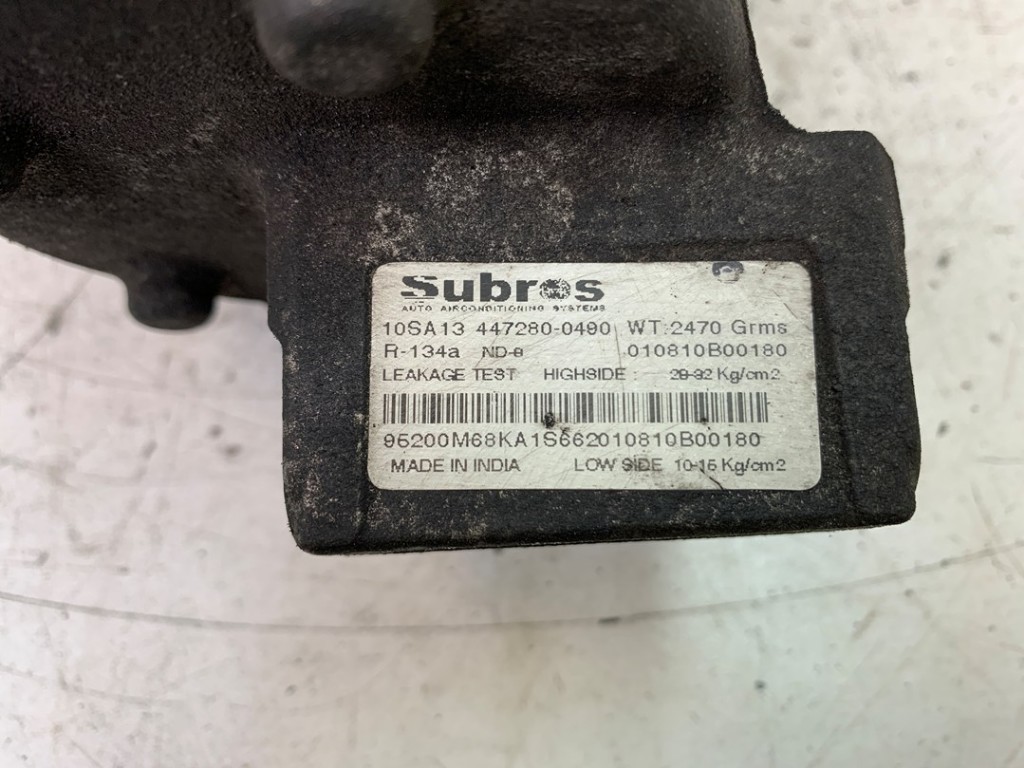 Subros
AUTO AIRCONDITIONING SYSTEMS
10SA13 447280-0490 WT:2470 Grms
R-134a ND-8 010810B00180
LEAKAGE TEST HIGHSIDE : 28-32 Kg/cm2
95200M68KA1S662010810B00180
MADE IN INDIA LOW SIDE 10-15 Kg/cm2